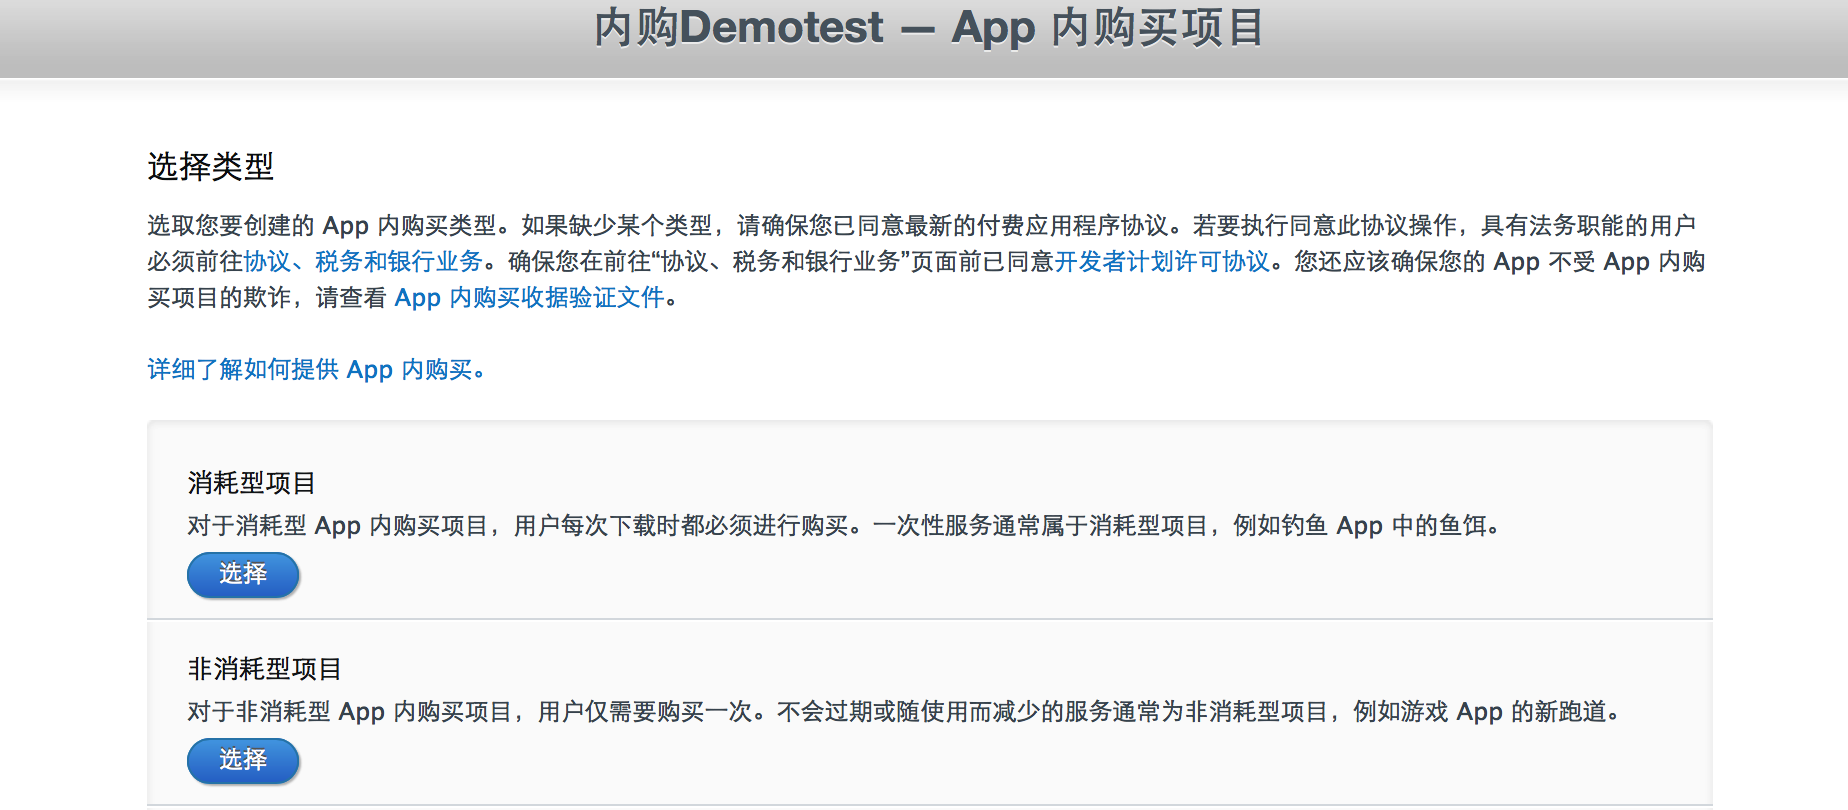 内购Demotest — App 内购买项目
选择类型
选取您要创建的 App 内购买类型。如果缺少某个类型，请确保您已同意最新的付费应用程序协议。若要执行同意此协议操作，具有法务职能的用户
必须前往协议、税务和银行业务。确保您在前往“协议、税务和银行业务”页面前已同意开发者计划许可协议。您还应该确保您的 App 不受 App 内购
买项目的欺诈，请查看 App 内购买收据验证文件。
详细了解如何提供 App 内购买。
消耗型项目
对于消耗型 App 内购买项目，用户每次下载时都必须进行购买。一次性服务通常属于消耗型项目，例如钓鱼 App 中的鱼饵。
选择
非消耗型项目
对于非消耗型 App 内购买项目，用户仅需要购买一次。不会过期或随使用而减少的服务通常为非消耗型项目，例如游戏 App 的新跑道。
选择